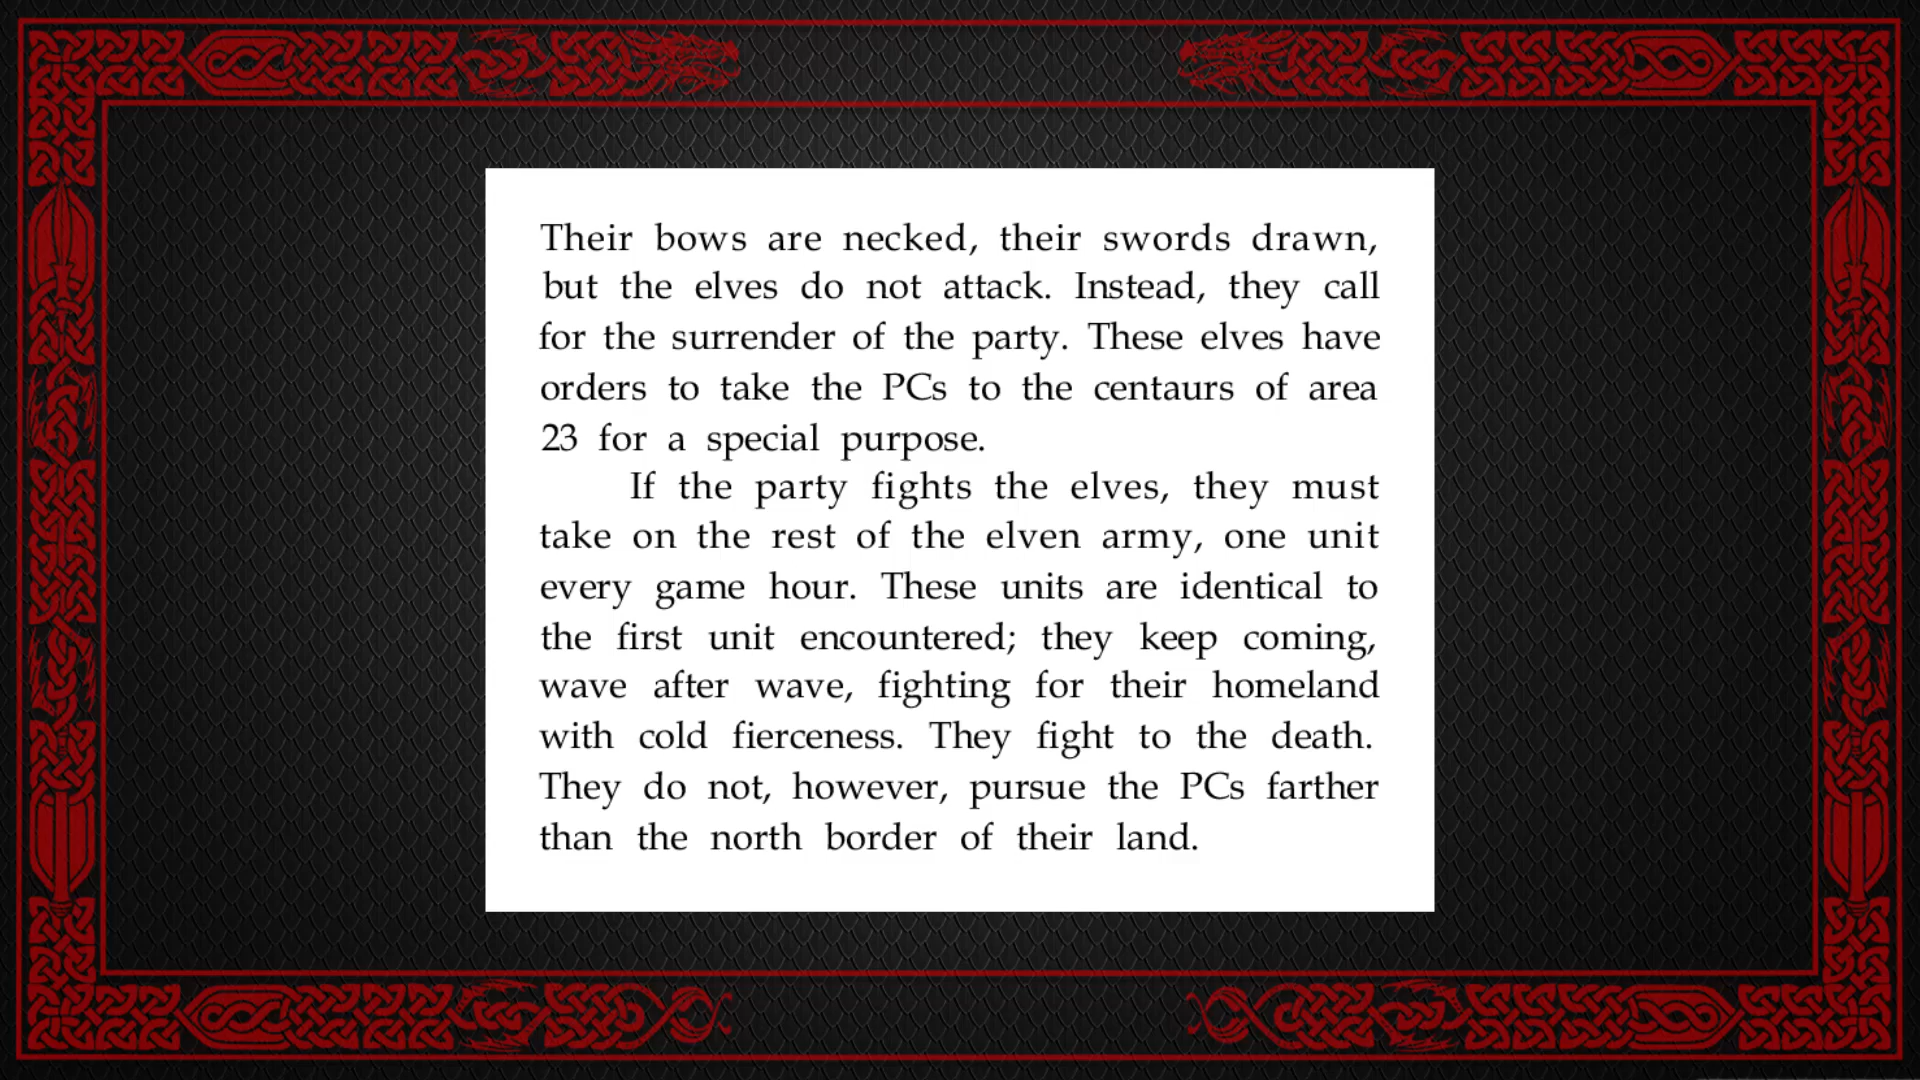 Their bows are necked, their swords drawn,
but the elves do not attack. Instead, they call
for the surrender of the party. These elves have
orders to take the PCs to the centaurs of area
23 for a special purpose.
If the party fights the elves, they must
take on the rest of the elven army, one unit
every game hour. These units are identical to
the first unit encountered; they keep coming,
wave after wave, fighting for their homeland
with cold fierceness. They fight to the death.
They do not, however, pursue the PCs farther
than the north border of their land.